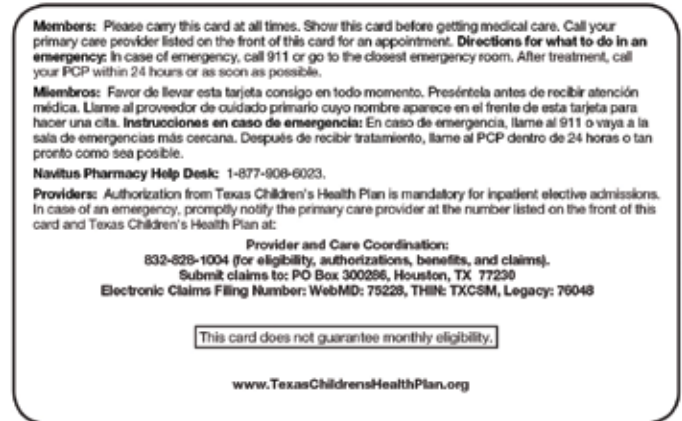 Members: Please carry this card at all times. Show this card before getting medical care. Call your
primary care provider listed on the front of this card for an appointment. Directions for what to do in an
emergency: In case of emergency, call 911 or go to the closest emergency room. After treatment, call
your PCP within 24 hours or as soon as possible.
Miembros: Favor de llevar esta tarjeta consigo en todo momento. Preséntela antes de recibir atención
médica. Llame al proveedor de cuidado primario cuyo nombre aparece en el frente de esta tarjeta para
hacer una cita. Instrucciones en caso de emergencia: En caso de emergencia, llame al 911 o vaya a la
sala de emergencias más cercana. Después de recibir tratamiento, llame al PCP dentro de 24 horas o tan
pronto como sea posible.
Navitus Pharmacy Help Desk: 1-877-908-6023.
Providers: Authorization from Texas Children's Health Plan is mandatory for inpatient elective admissions.
In case of an emergency, promptly notify the primary care provider at the number listed on the front of this
card and Texas Children's Health Plan at:
Provider and Care Coordination:
832-828-1004 (for eligibility, authorizations, benefits, and claims).
Submit claims to: PO Box 300286, Houston, TX 77230
Electronic Claims Filing Number: WebMD: 75228, THIN: TXCSM, Legacy: 76048
This card does not guarantee monthly eligibility.
www.TexasChildrensHealthPlan.org